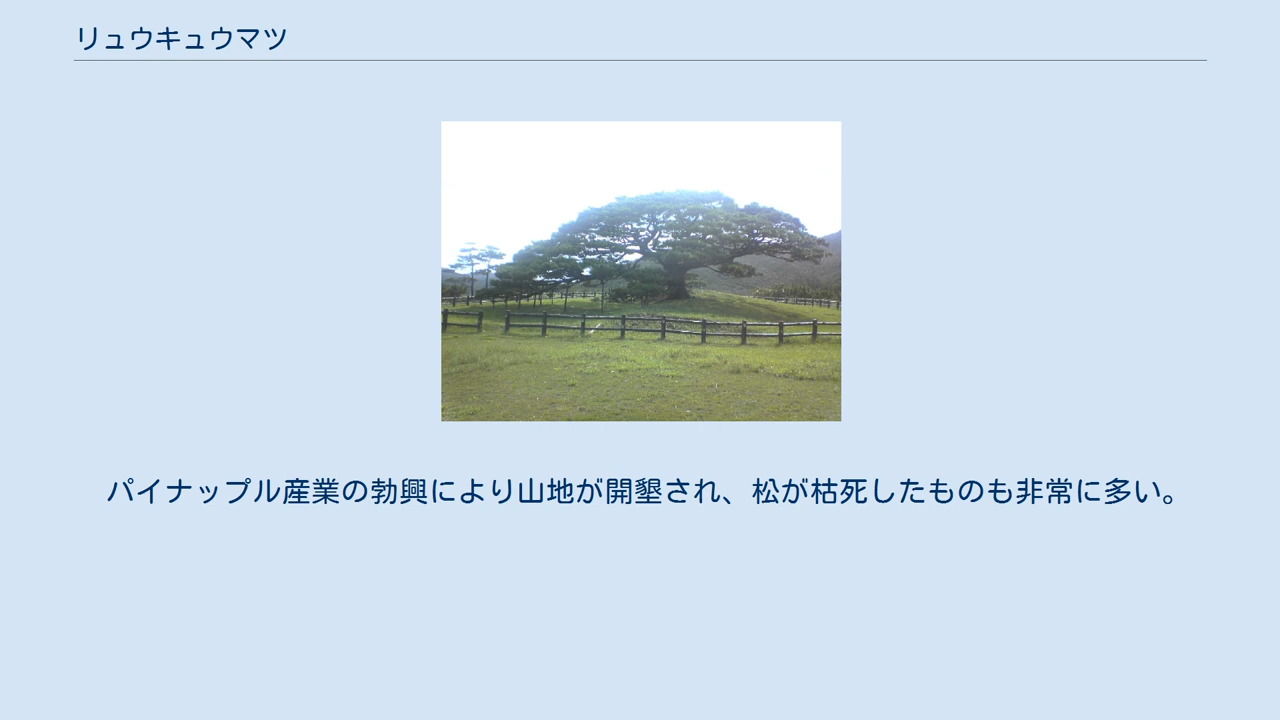 リュウキュウマツ
パイナップル産業の勃興により山地が開墾され、松が枯死したものも非常に多い。